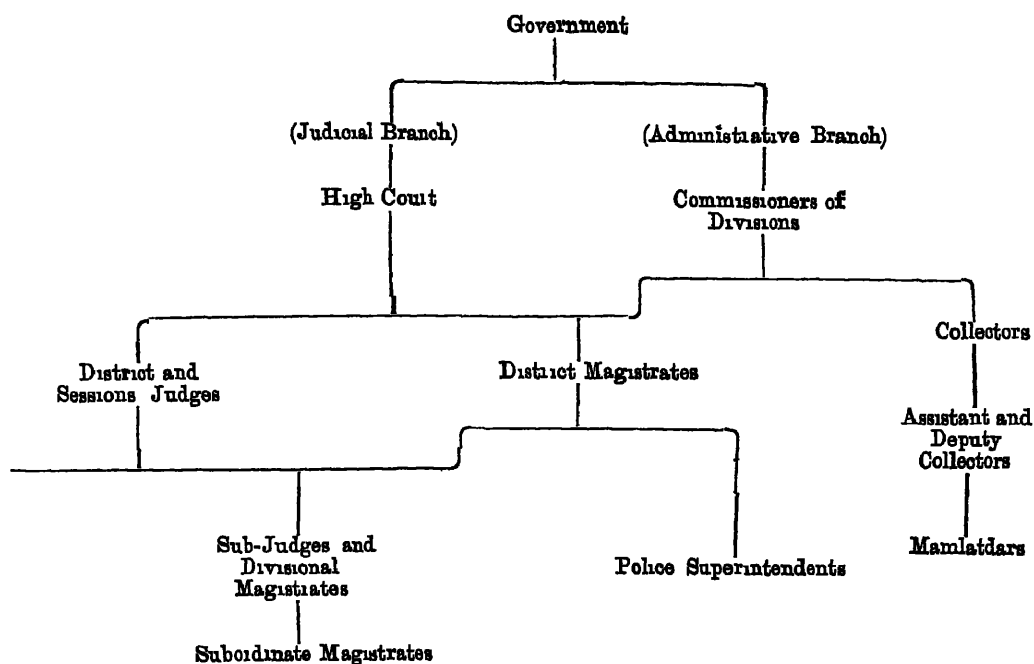 Government
(Judicial Branch)
(Administrative Branch)
High Court
Commissioners of
Divisions
Collectors
District and
Sessions Judges
District Magistrates
Assistant and
Deputy
Collectors
Sub-Judges and
Divisional
Magistrates
Police Superintendents
Mamlatdars
Subordinate Magistrates